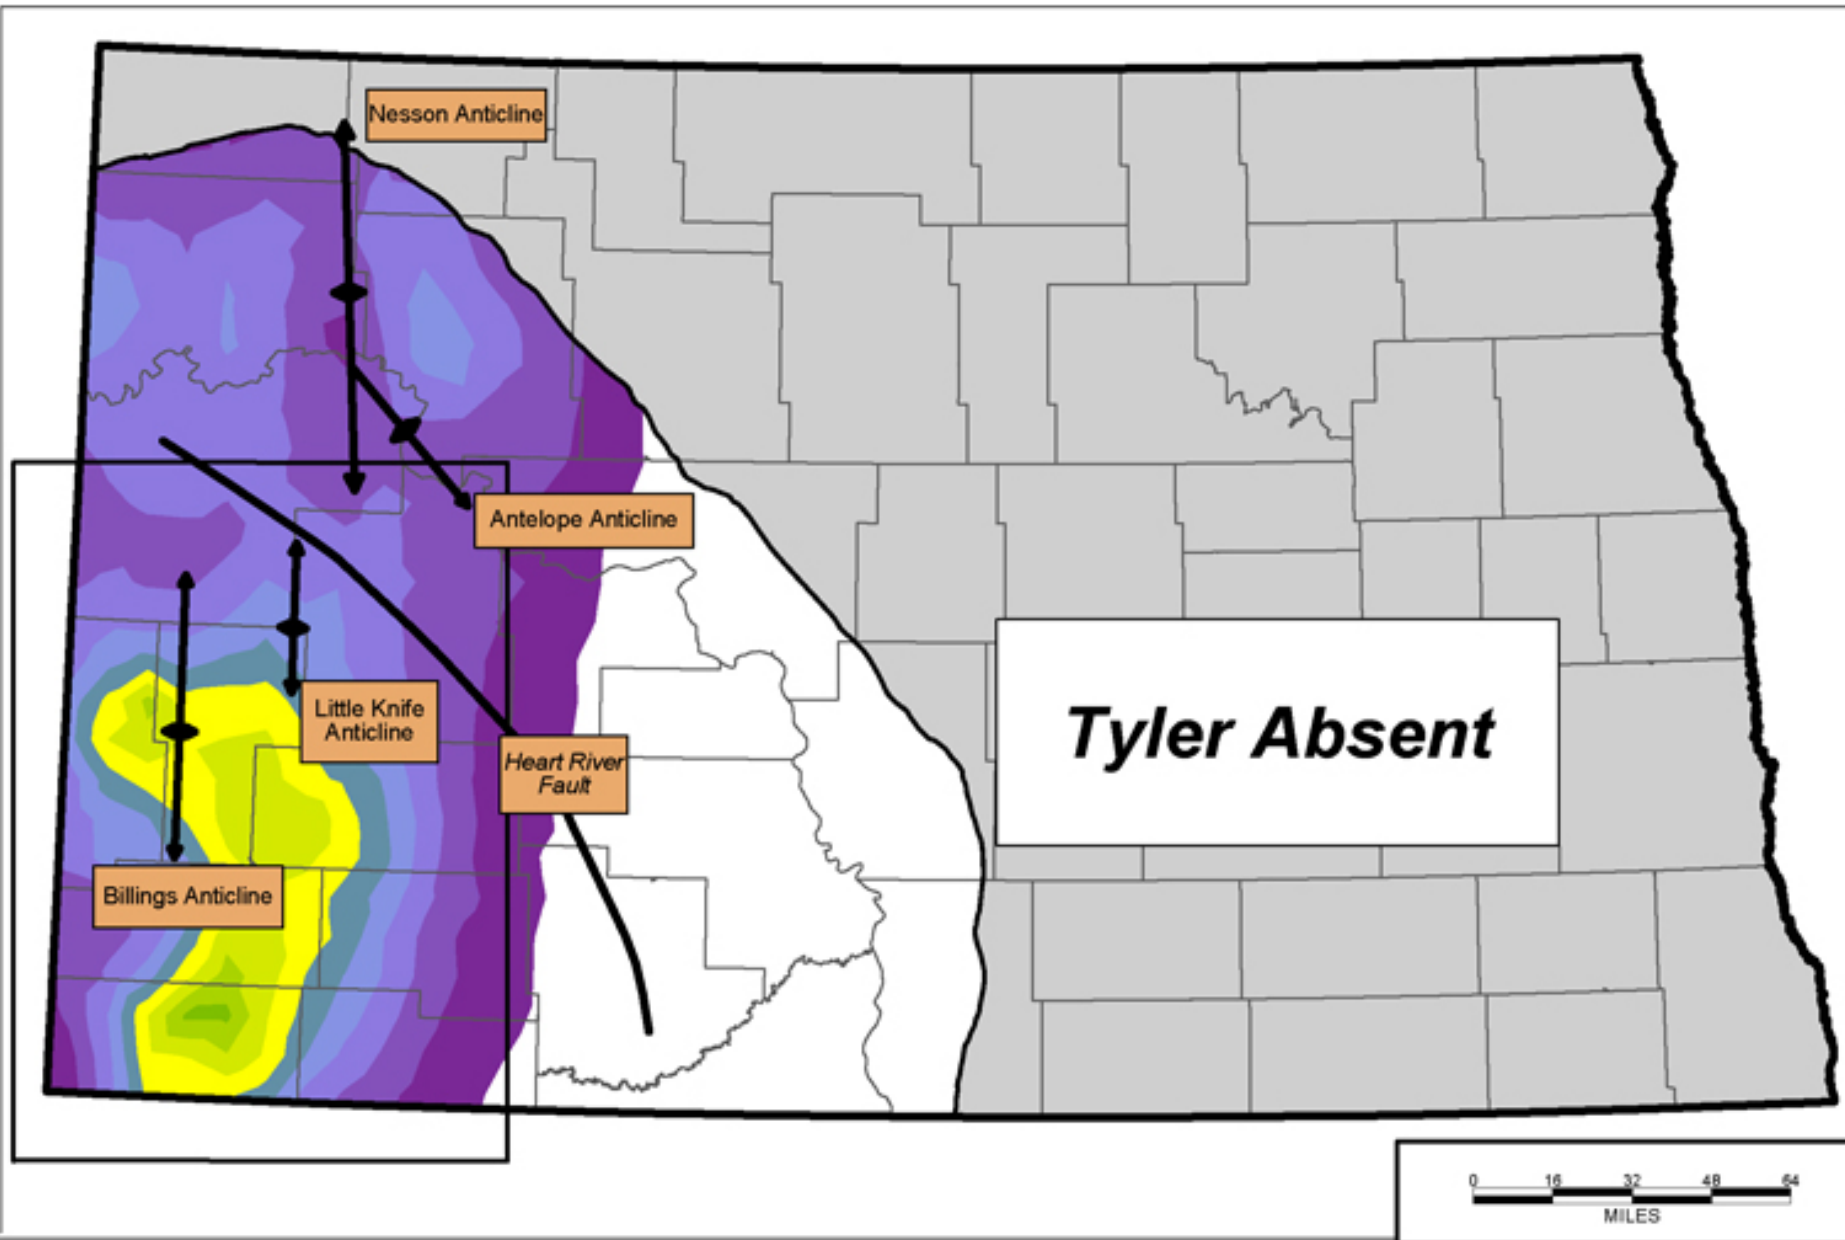 Nesson Anticline
Antelope Anticline
Little Knife
Anticline
Heart River
Fault
Tyler Absent
Billings Anticline
0 16 32 48 64
MILES